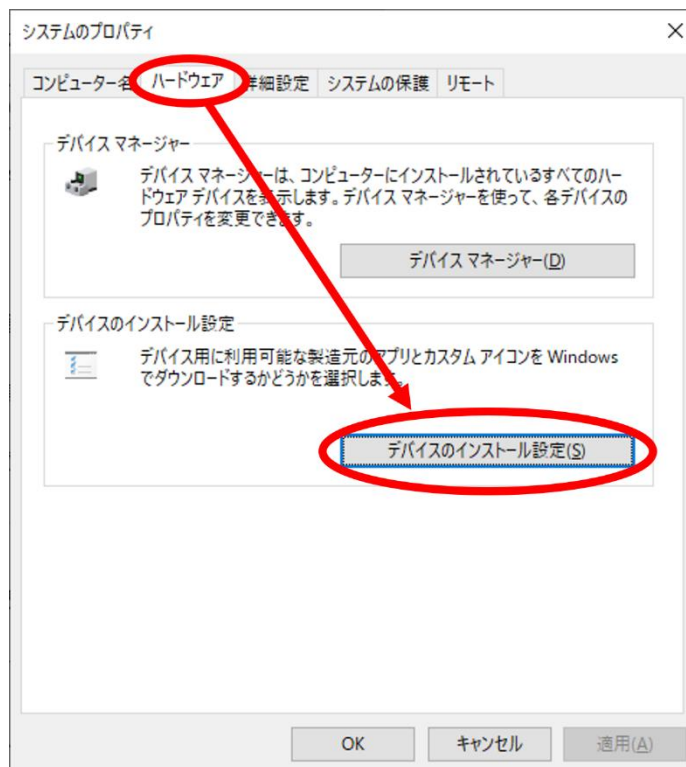 システムのプロパティ
コンピューター名 ハードウェア 詳細設定 システムの保護 リモート
デバイス マネージャー
デバイス マネージャーは、コンピューターにインストールされているすべてのハー
ドウェア デバイスを表示します。デバイス マネージャーを使って、各デバイスの
プロパティを変更できます。
デバイス マネージャー(D)
デバイスのインストール設定
デバイス用に利用可能な製造元のアプリとカスタム アイコンを Windows
でダウンロードするかどうかを選択します。
デバイスのインストール設定(S)
OK キャンセル 適用(A)